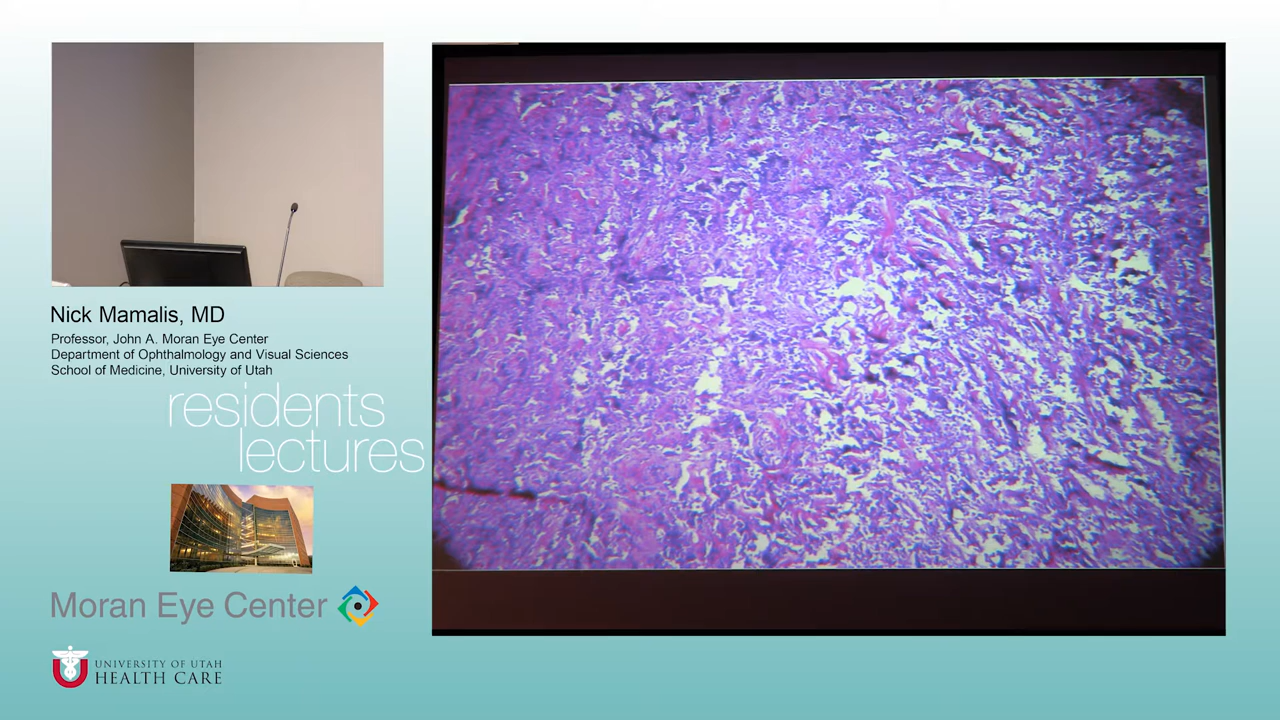 Nick Mamalis, MD
Professor, John A. Moran Eye Center
Department of Ophthalmology and Visual Sciences
School of Medicine, University of Utah
residents
lectures
Moran Eye Center
UNIVERSITY OF UTAH
HEALTH CARE